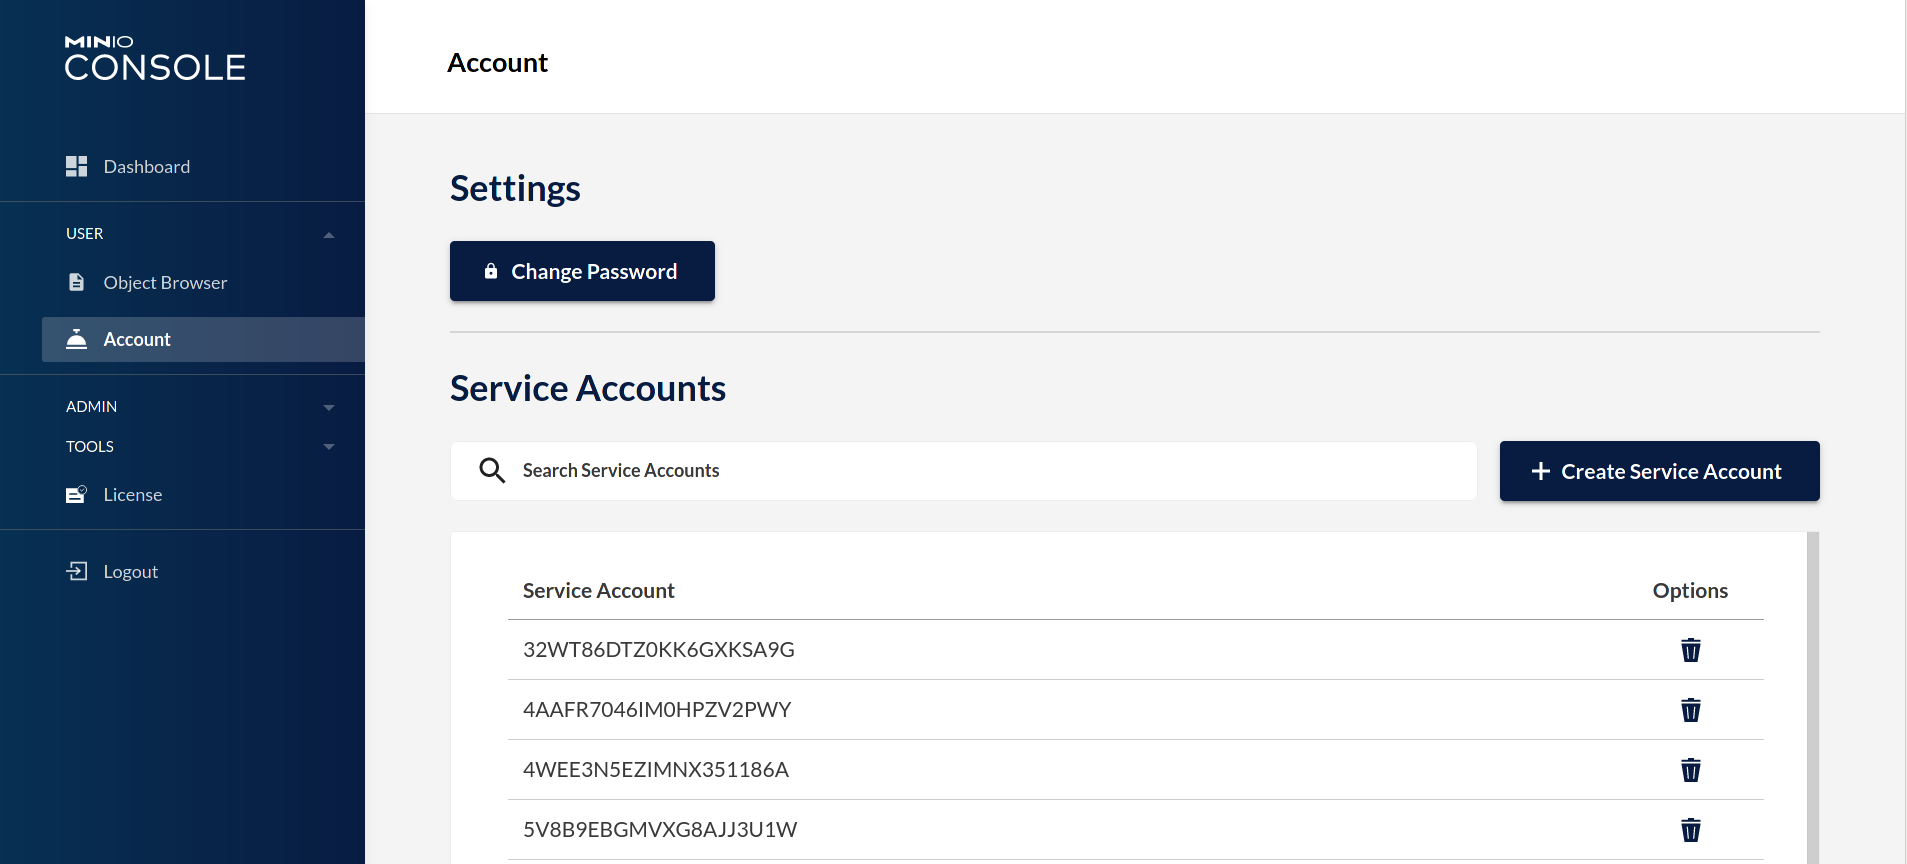 MINIO
CONSOLE
Dashboard
USER
Object Browser
Account
ADMIN
TOOLS
License
Logout
Account
Settings
Change Password
Service Accounts
Search Service Accounts
Create Service Account
Service Account Options
32WT86DTZ0KK6GXKSA9G
4AAFR7046IM0HPZV2PWY
4WEE3N5EZIMNX351186A
5V8B9EBGMVXG8AJJ3U1W